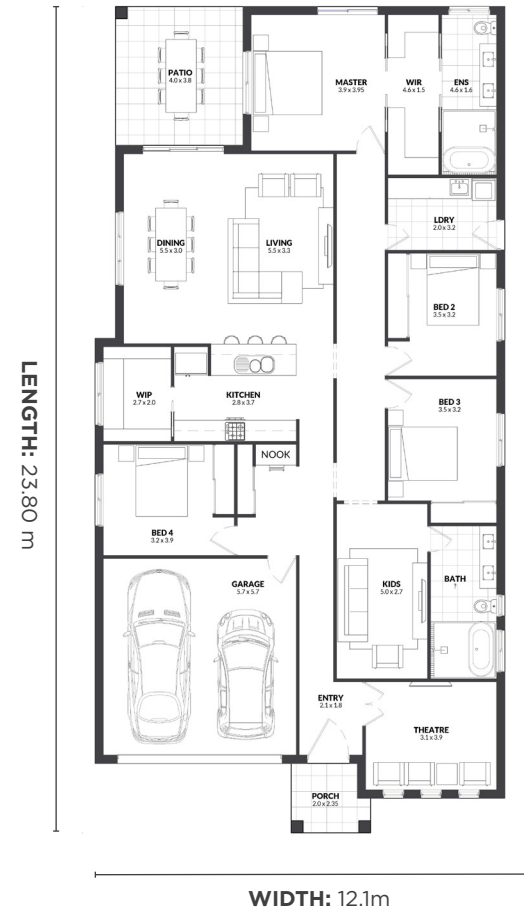 PATIO
4.0 x 3.8
MASTER
3.9 x 3.95
WIR
4.6 x 1.5
ENS
4.6 x 1.6
LDRY
2.0 x 3.2
DINING
5.5 x 3.0
LIVING
5.5 x 3.3
BED 2
3.5 x 3.2
WIP
2.7 x 2.0
KITCHEN
2.8 x 3.7
BED 3
3.5 x 3.2
NOOK
BED 4
3.2 x 3.9
GARAGE
5.7 x 5.7
KIDS
5.0 x 2.7
BATH
?
ENTRY
2.1 x 1.8
THEATRE
3.1 x 3.9
PORCH
2.0 x 2.35
LENGTH: 23.80 m
WIDTH: 12.1m